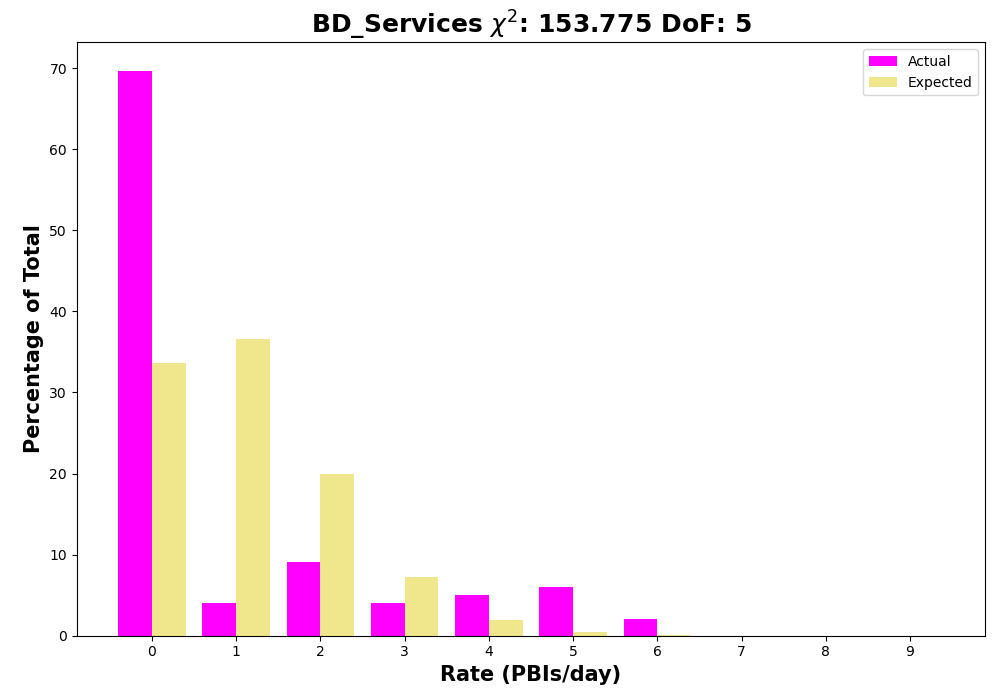 BD_Services χ²: 153.775 DoF: 5
Actual
Expected
70
60
50
40
30
20
10
0
Percentage of Total
0 1 2 3 4 5 6 7 8 9
Rate (PBIs/day)